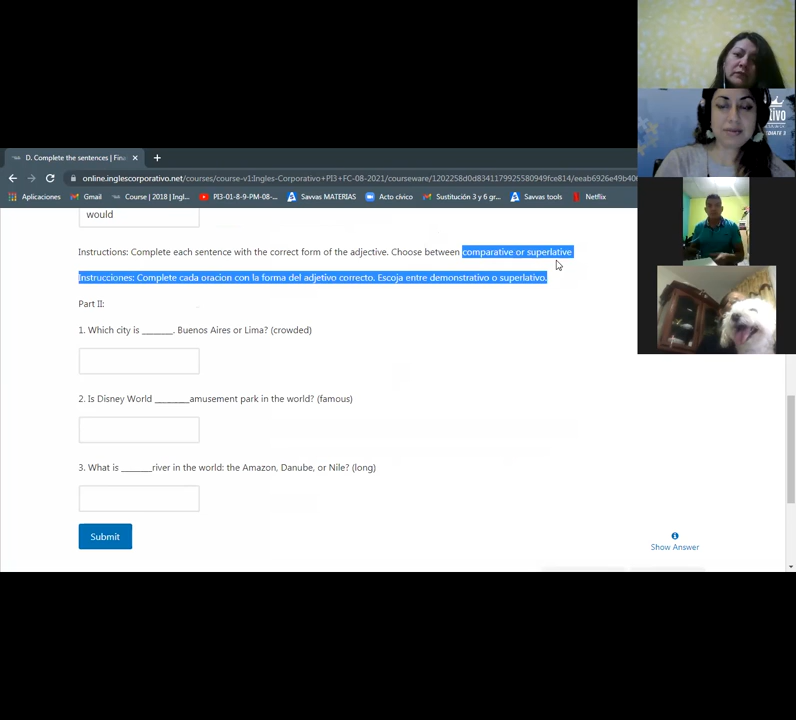 D. Complete the sentences | Fina
online.inglescorporativo.net/courses/course-v1:Ingles-Corporativo+PI3+FC-08-2021/courseware/1202258d0d8341179925580949fce814/eeab6926e49b40
Aplicaciones Gmail Course | 2018 | Ingl... PI3-01-8-9-PM-08-... Savvas MATERIAS Acto cívico Sustitución 3 y 6 gr... Savvas tools Netflix
would
Instructions: Complete each sentence with the correct form of the adjective. Choose between comparative or superlative
Instrucciones: Complete cada oracion con la forma del adjetivo correcto. Escoja entre demonstrativo o superlativo.
Part II:
1. Which city is _______. Buenos Aires or Lima? (crowded)
2. Is Disney World ________amusement park in the world? (famous)
3. What is _______river in the world: the Amazon, Danube, or Nile? (long)
Submit
Show Answer